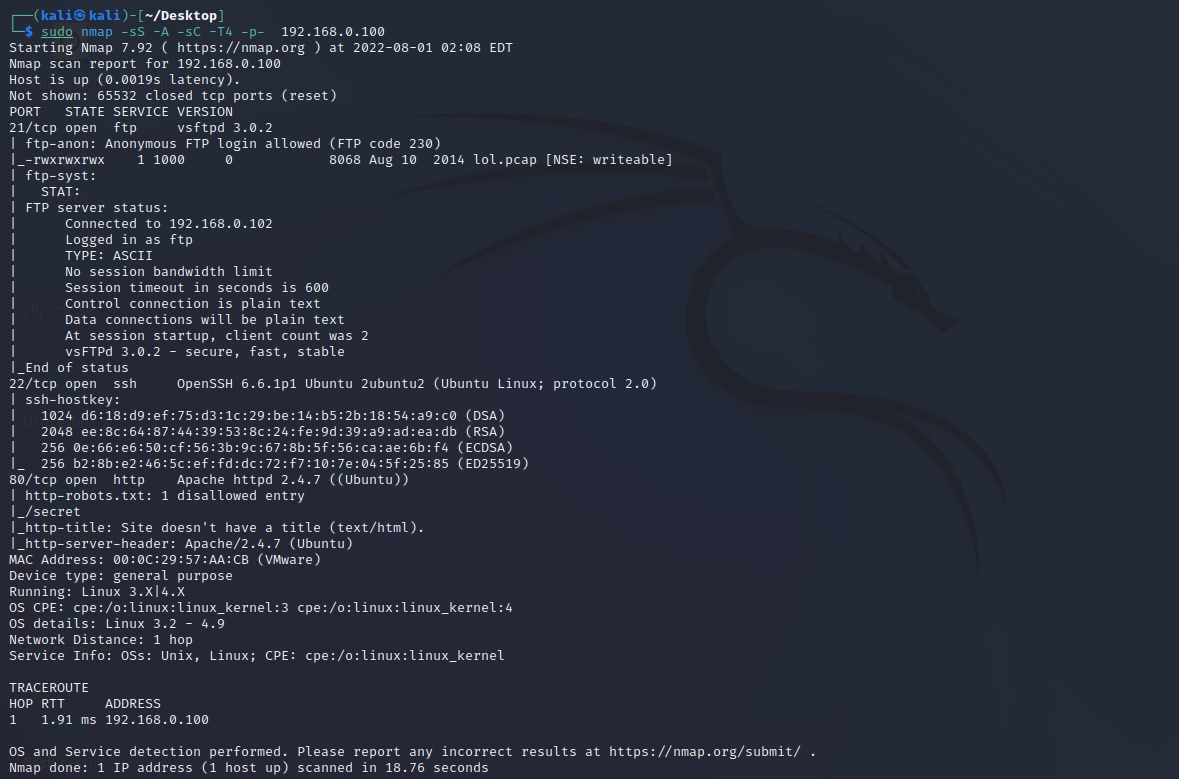 ┌──(kali㉿kali)-[~/Desktop]
└─$ sudo nmap -sS -A -sC -T4 -p-  192.168.0.100
Starting Nmap 7.92 ( https://nmap.org ) at 2022-08-01 02:08 EDT
Nmap scan report for 192.168.0.100
Host is up (0.0019s latency).
Not shown: 65532 closed tcp ports (reset)
PORT   STATE SERVICE VERSION
21/tcp open  ftp     vsftpd 3.0.2
| ftp-anon: Anonymous FTP login allowed (FTP code 230)
|_-rwxrwxrwx    1 1000     0            8068 Aug 10  2014 lol.pcap [NSE: writeable]
| ftp-syst:
|   STAT:
| FTP server status:
|      Connected to 192.168.0.102
|      Logged in as ftp
|      TYPE: ASCII
|      No session bandwidth limit
|      Session timeout in seconds is 600
|      Control connection is plain text
|      Data connections will be plain text
|      At session startup, client count was 2
|      vsFTPd 3.0.2 - secure, fast, stable
|_End of status
22/tcp open  ssh     OpenSSH 6.6.1p1 Ubuntu 2ubuntu2 (Ubuntu Linux; protocol 2.0)
| ssh-hostkey:
|   1024 d6:18:d9:ef:75:d3:1c:29:be:14:b5:2b:18:54:a9:c0 (DSA)
|   2048 ee:8c:64:87:44:39:53:8c:24:fe:9d:39:a9:ad:ea:db (RSA)
|   256 0e:66:e6:50:cf:56:3b:9c:67:8b:5f:56:ca:ae:6b:f4 (ECDSA)
|_  256 b2:8b:e2:46:5c:ef:fd:dc:72:f7:10:7e:04:5f:25:85 (ED25519)
80/tcp open  http    Apache httpd 2.4.7 ((Ubuntu))
| http-robots.txt: 1 disallowed entry
|_/secret
|_http-title: Site doesn't have a title (text/html).
|_http-server-header: Apache/2.4.7 (Ubuntu)
MAC Address: 00:0C:29:57:AA:CB (VMware)
Device type: general purpose
Running: Linux 3.X|4.X
OS CPE: cpe:/o:linux:linux_kernel:3 cpe:/o:linux:linux_kernel:4
OS details: Linux 3.2 - 4.9
Network Distance: 1 hop
Service Info: OSs: Unix, Linux; CPE: cpe:/o:linux:linux_kernel

TRACEROUTE
HOP RTT     ADDRESS
1   1.91 ms 192.168.0.100

OS and Service detection performed. Please report any incorrect results at https://nmap.org/submit/ .
Nmap done: 1 IP address (1 host up) scanned in 18.76 seconds